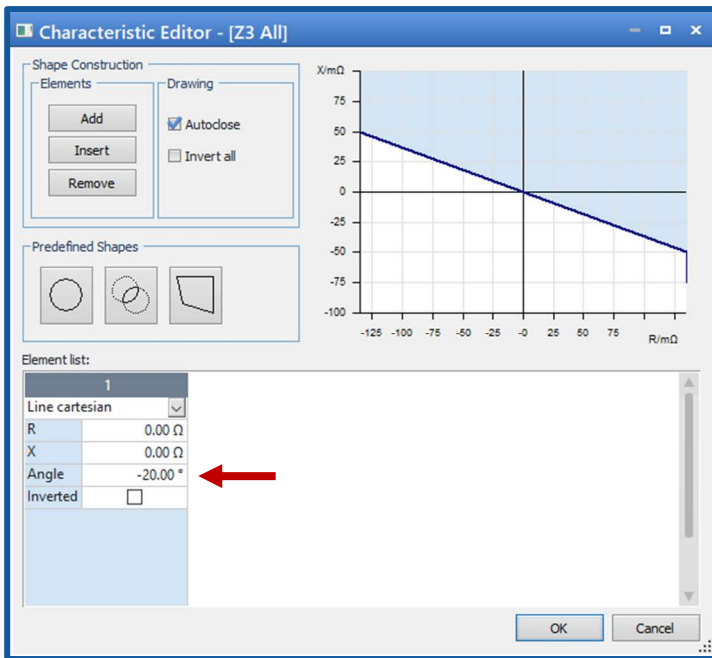 Characteristic Editor - [Z3 All]
Shape Construction
Elements
Add
Insert
Remove
Drawing
Autoclose
Invert all
Predefined Shapes
X/mΩ
75
50
25
0
-25
-50
-75
-100
-125 -100 -75 -50 -25 -0 25 50 75
R/mΩ
Element list:
1
Line cartesian
R 0.00 Ω
X 0.00 Ω
Angle -20.00 °
Inverted
OK Cancel